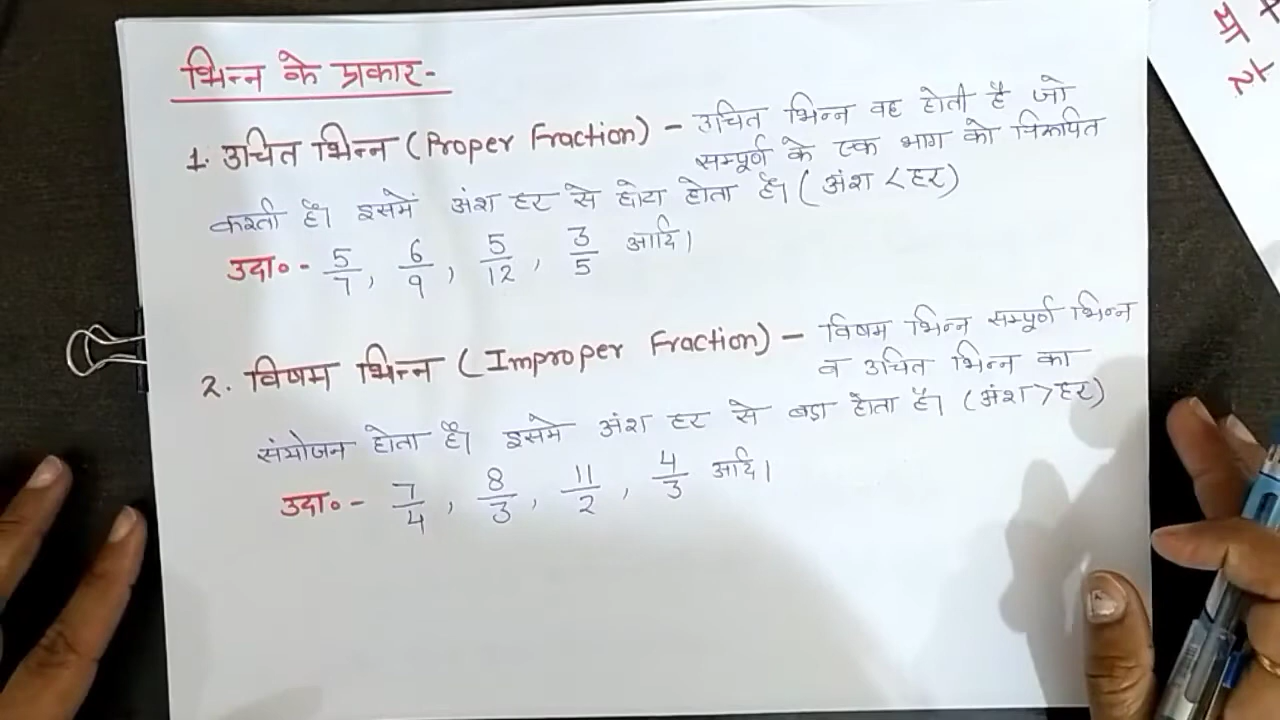 भिन्न के प्रकार-
1. उचित भिन्न (Proper Fraction) - उचित भिन्न वह होती है जो
सम्पूर्ण के एक भाग को निरूपित
करती है। इसमें अंश हर से छोटा होता है। (अंश < हर)
उदा०- 5/7, 6/9, 5/12, 3/5 आदि।
2. विषम भिन्न (Improper Fraction) - विषम भिन्न सम्पूर्ण भिन्न
व उचित भिन्न का
संयोजन होता है। इसमे अंश हर से बड़ा होता है। (अंश > हर)
उदा०- 7/4, 8/3, 11/2, 4/3 आदि।